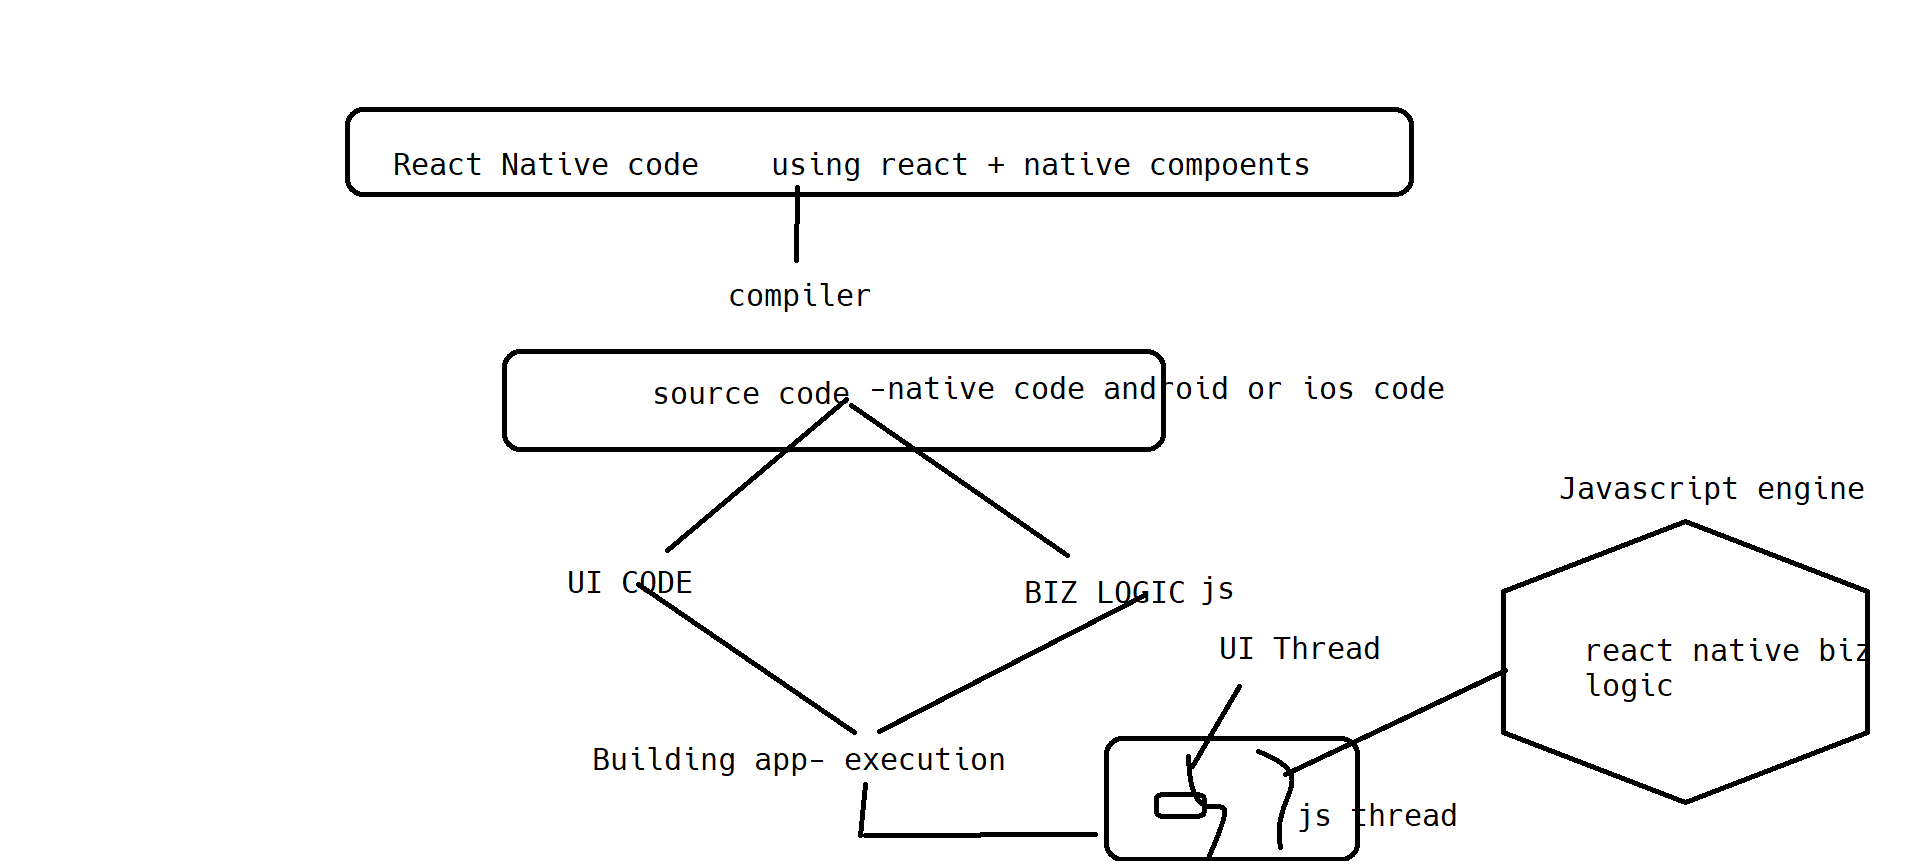 React Native code    using react + native compoents
compiler
source code -native code android or ios code
Javascript engine
UI CODE
BIZ LOGIC js
UI Thread
react native biz
logic
Building app- execution
js thread